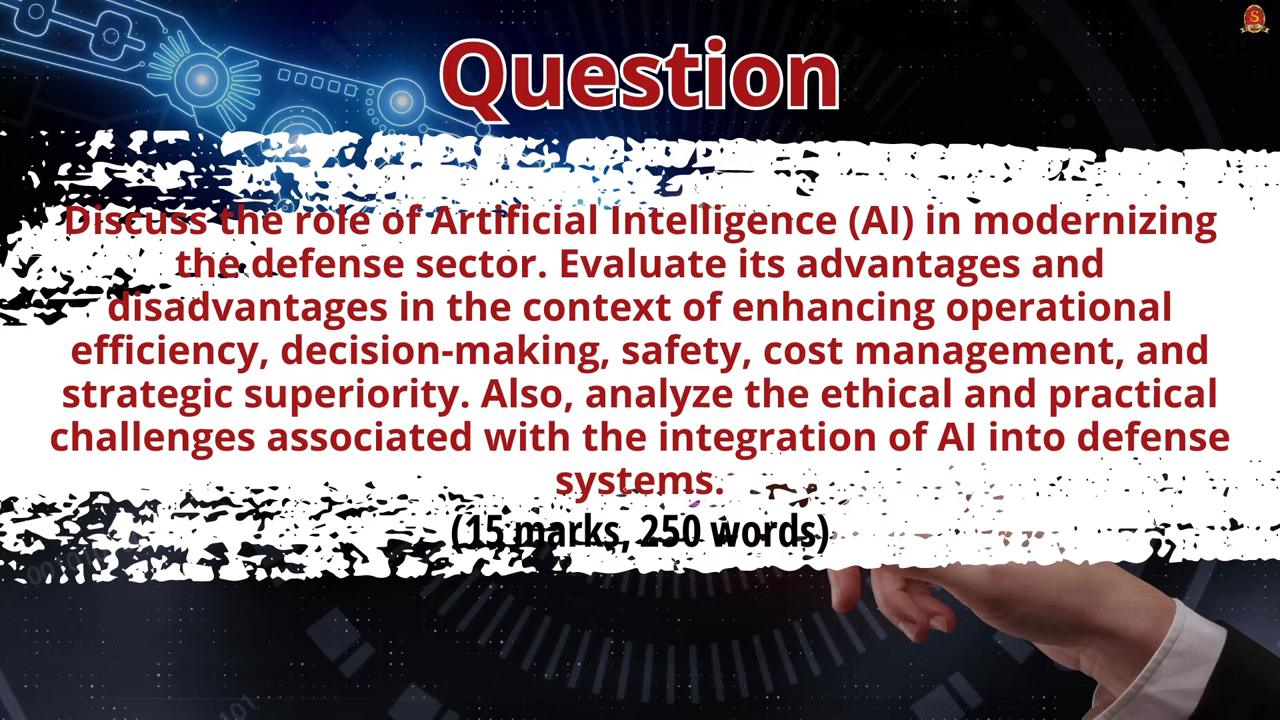 Question
Discuss the role of Artificial Intelligence (AI) in modernizing
the defense sector. Evaluate its advantages and
disadvantages in the context of enhancing operational
efficiency, decision-making, safety, cost management, and
strategic superiority. Also, analyze the ethical and practical
challenges associated with the integration of AI into defense
systems.
(15 marks, 250 words)